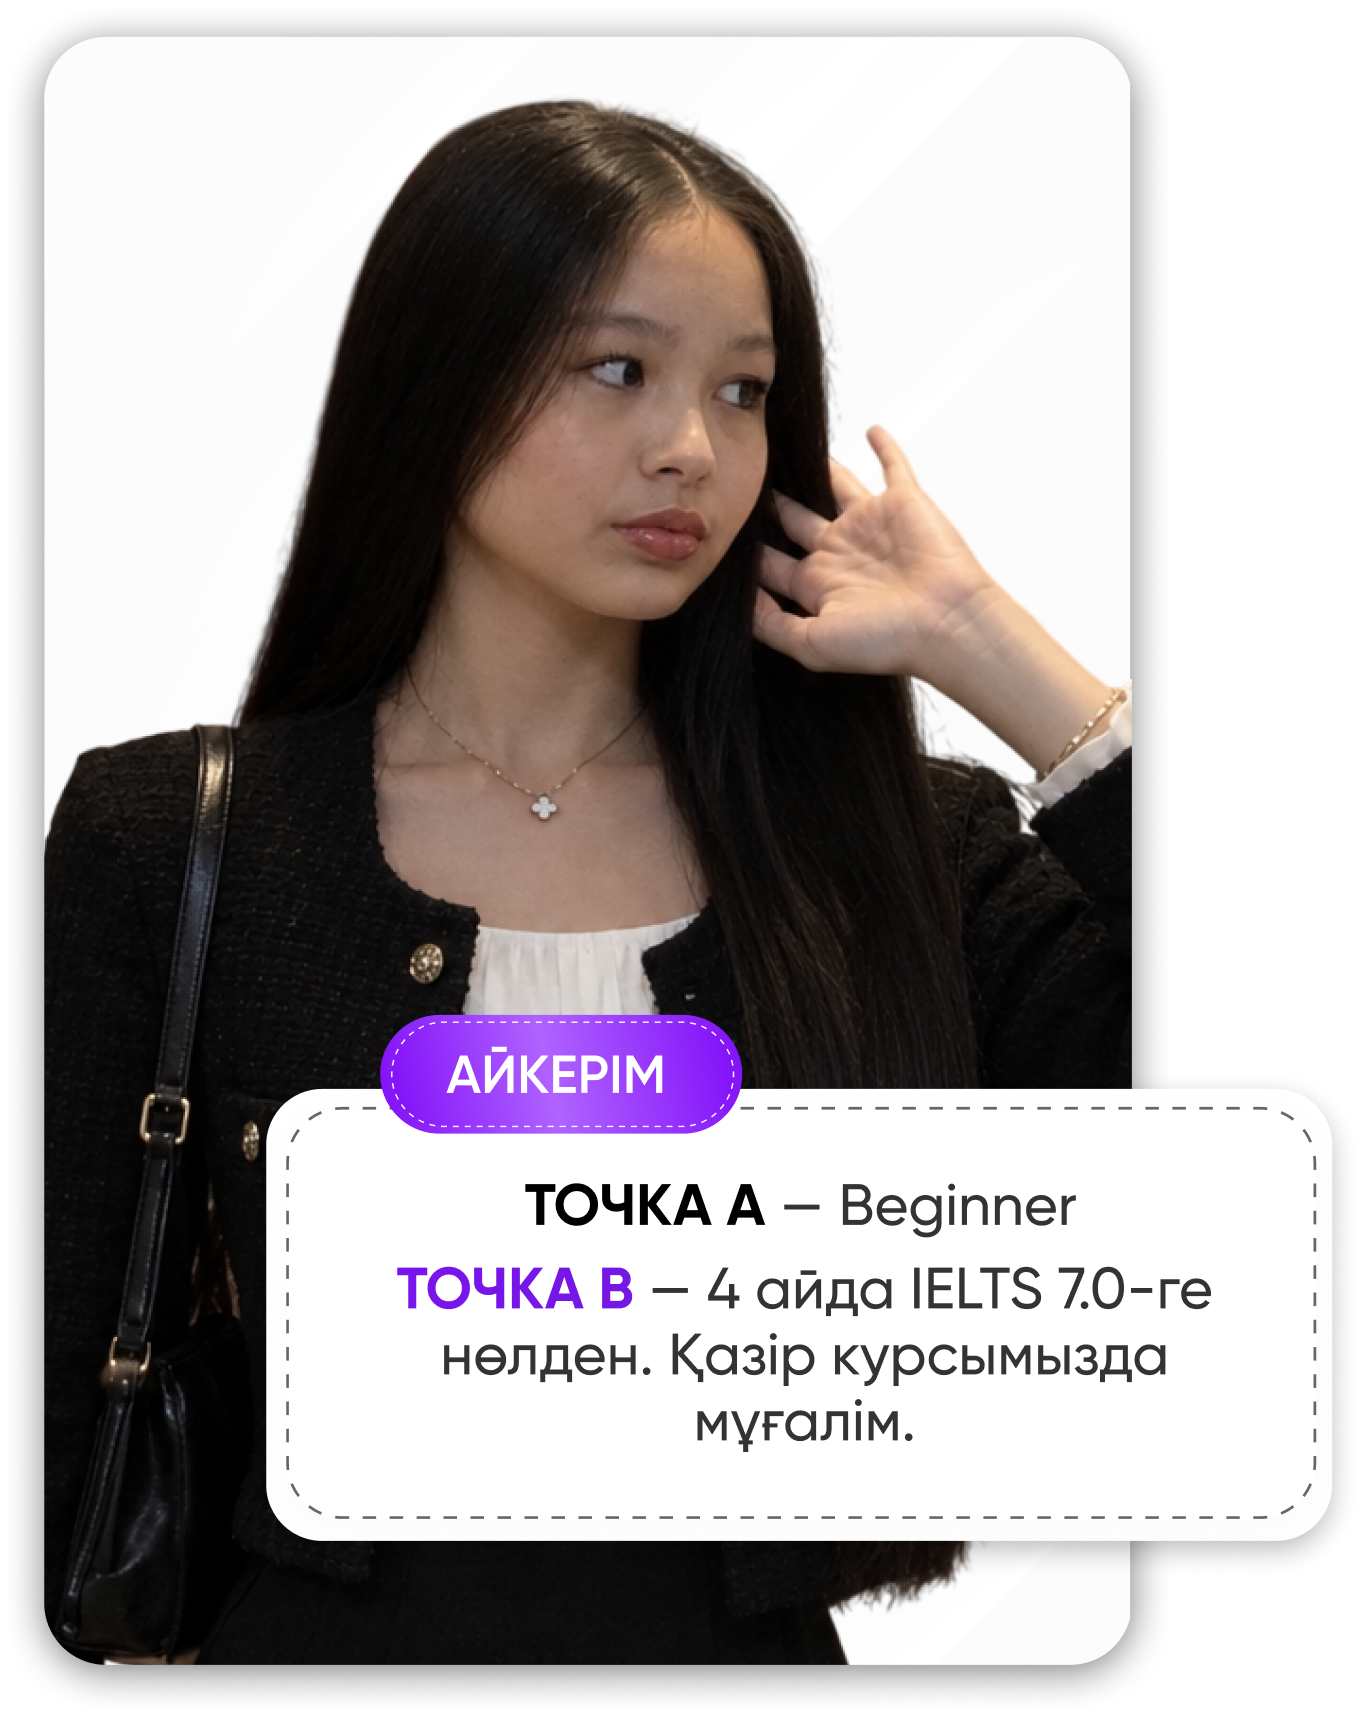 АЙКЕРІМ
ТОЧКА А — Beginner
ТОЧКА В — 4 айда IELTS 7.0-ге
нөлден. Қазір курсымызда
мұғалім.